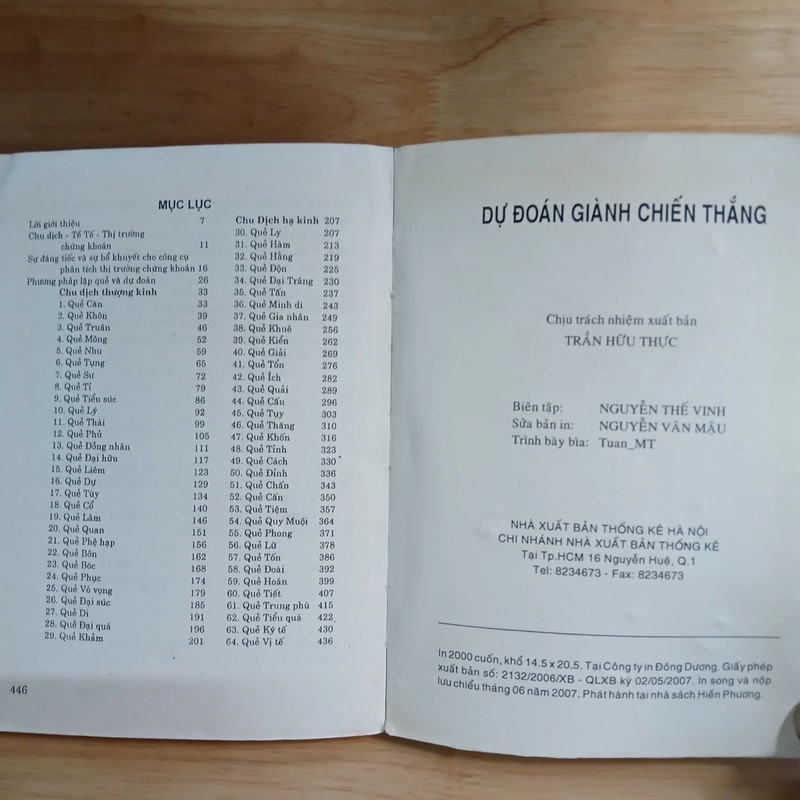 MỤC LỤC
Lời giới thiệu 7
Chu dịch - Tề Tế - Thị trường
chứng khoán 11
Sự đáng tiếc và sự bổ khuyết cho công cụ
phân tích thị trường chứng khoán 16
Phương pháp lập quẻ và dự đoán 26
Chu dịch thượng kinh 33
1. Quẻ Càn 33
2. Quẻ Khôn 39
3. Quẻ Truân 46
4. Quẻ Mông 52
5. Quẻ Nhu 59
6. Quẻ Tụng 65
7. Quẻ Sư 72
8. Quẻ Tỉ 79
9. Quẻ Tiểu súc 86
10. Quẻ Lý 92
11. Quẻ Thái 99
12. Quẻ Phủ 105
13. Quẻ Đồng nhân 111
14. Quẻ Đại hữu 117
15. Quẻ Liêm 123
16. Quẻ Dự 129
17. Quẻ Tùy 134
18. Quẻ Cổ 140
19. Quẻ Lâm 146
20. Quẻ Quan 151
21. Quẻ Phệ hạp 156
22. Quẻ Bôn 162
23. Quẻ Bóc 168
24. Quẻ Phục 174
25. Quẻ Vô vọng 179
26. Quẻ Đại súc 185
27. Quẻ Di 191
28. Quẻ Đại quá 196
29. Quẻ Khảm 201
Chu Dịch hạ kinh 207
30. Quẻ Ly 207
31. Quẻ Hàm 213
32. Quẻ Hằng 219
33. Quẻ Độn 225
34. Quẻ Đại Tráng 230
35. Quẻ Tấn 237
36. Quẻ Minh di 243
37. Quẻ Gia nhân 249
38. Quẻ Khuê 256
39. Quẻ Kiển 262
40. Quẻ Giải 269
41. Quẻ Tổn 276
42. Quẻ Ích 282
43. Quẻ Quải 289
44. Quẻ Cấu 296
45. Quẻ Tụy 303
46. Quẻ Thăng 310
47. Quẻ Khốn 316
48. Quẻ Tỉnh 323
49. Quẻ Cách 330
50. Quẻ Đỉnh 336
51. Quẻ Chấn 343
52. Quẻ Cấn 350
53. Quẻ Tiệm 357
54. Quẻ Quy Muội 364
55. Quẻ Phong 371
56. Quẻ Lữ 378
57. Quẻ Tốn 386
58. Quẻ Đoài 392
59. Quẻ Hoán 399
60. Quẻ Tiết 407
61. Quẻ Trung phù 415
62. Quẻ Tiểu quá 422
63. Quẻ Ký tế 430
64. Quẻ Vị tế 436
446
DỰ ĐOÁN GIÀNH CHIẾN THẮNG
Chịu trách nhiệm xuất bản
TRẦN HỮU THỰC
Biên tập: NGUYỄN THẾ VINH
Sửa bản in: NGUYỄN VĂN MẬU
Trình bày bìa: Tuan_MT
NHÀ XUẤT BẢN THỐNG KÊ HÀ NỘI
CHI NHÁNH NHÀ XUẤT BẢN THỐNG KÊ
Tại Tp.HCM 16 Nguyễn Huệ, Q.1
Tel: 8234673 - Fax: 8234673
In 2000 cuốn, khổ 14.5 x 20.5. Tại Công ty in Đông Dương. Giấy phép
xuất bản số: 2132/2006/XB - QLXB ký 02/05/2007. In song và nộp
lưu chiểu tháng 06 năm 2007. Phát hành tại nhà sách Hiền Phương.